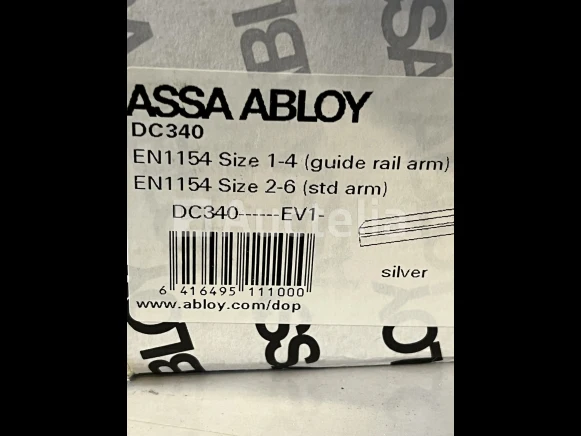 ASSA ABLOY
DC340
EN1154 Size 1-4 (guide rail arm)
EN1154 Size 2-6 (std arm)
DC340------EV1-
silver
6 416495 111000
www.abloy.com/dop